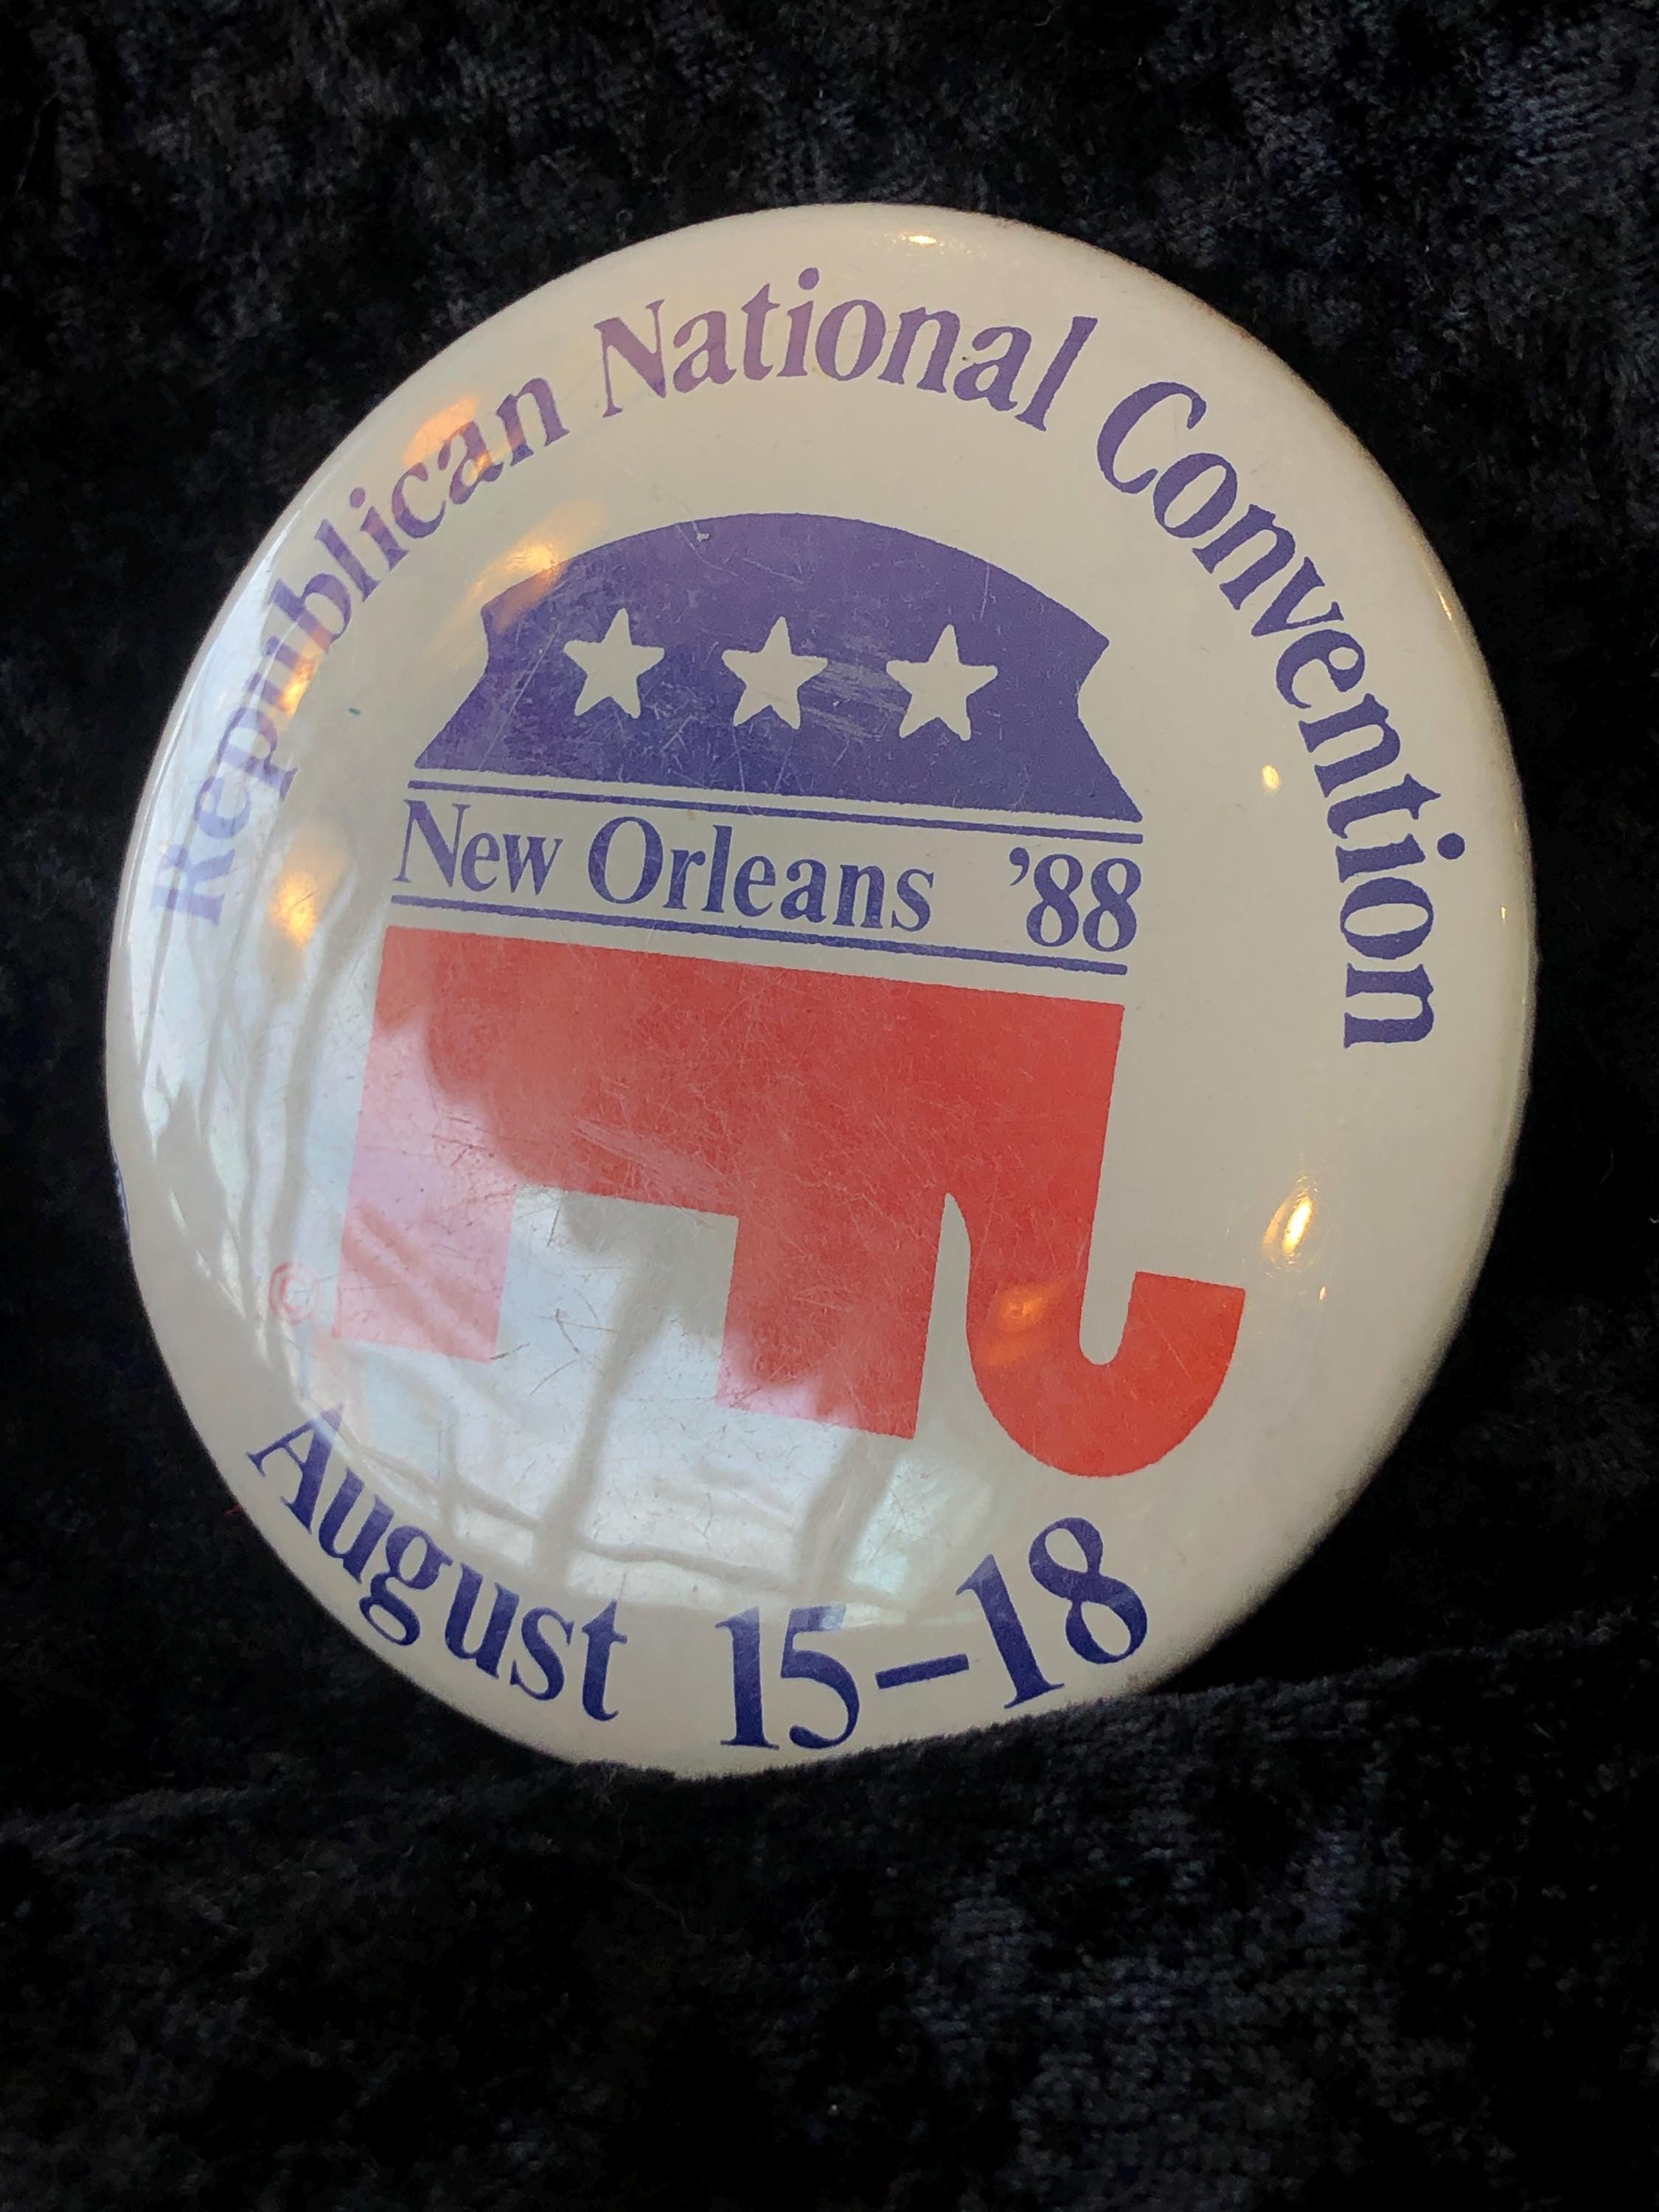 Republican National Convention
New Orleans ’88
©
August 15–18